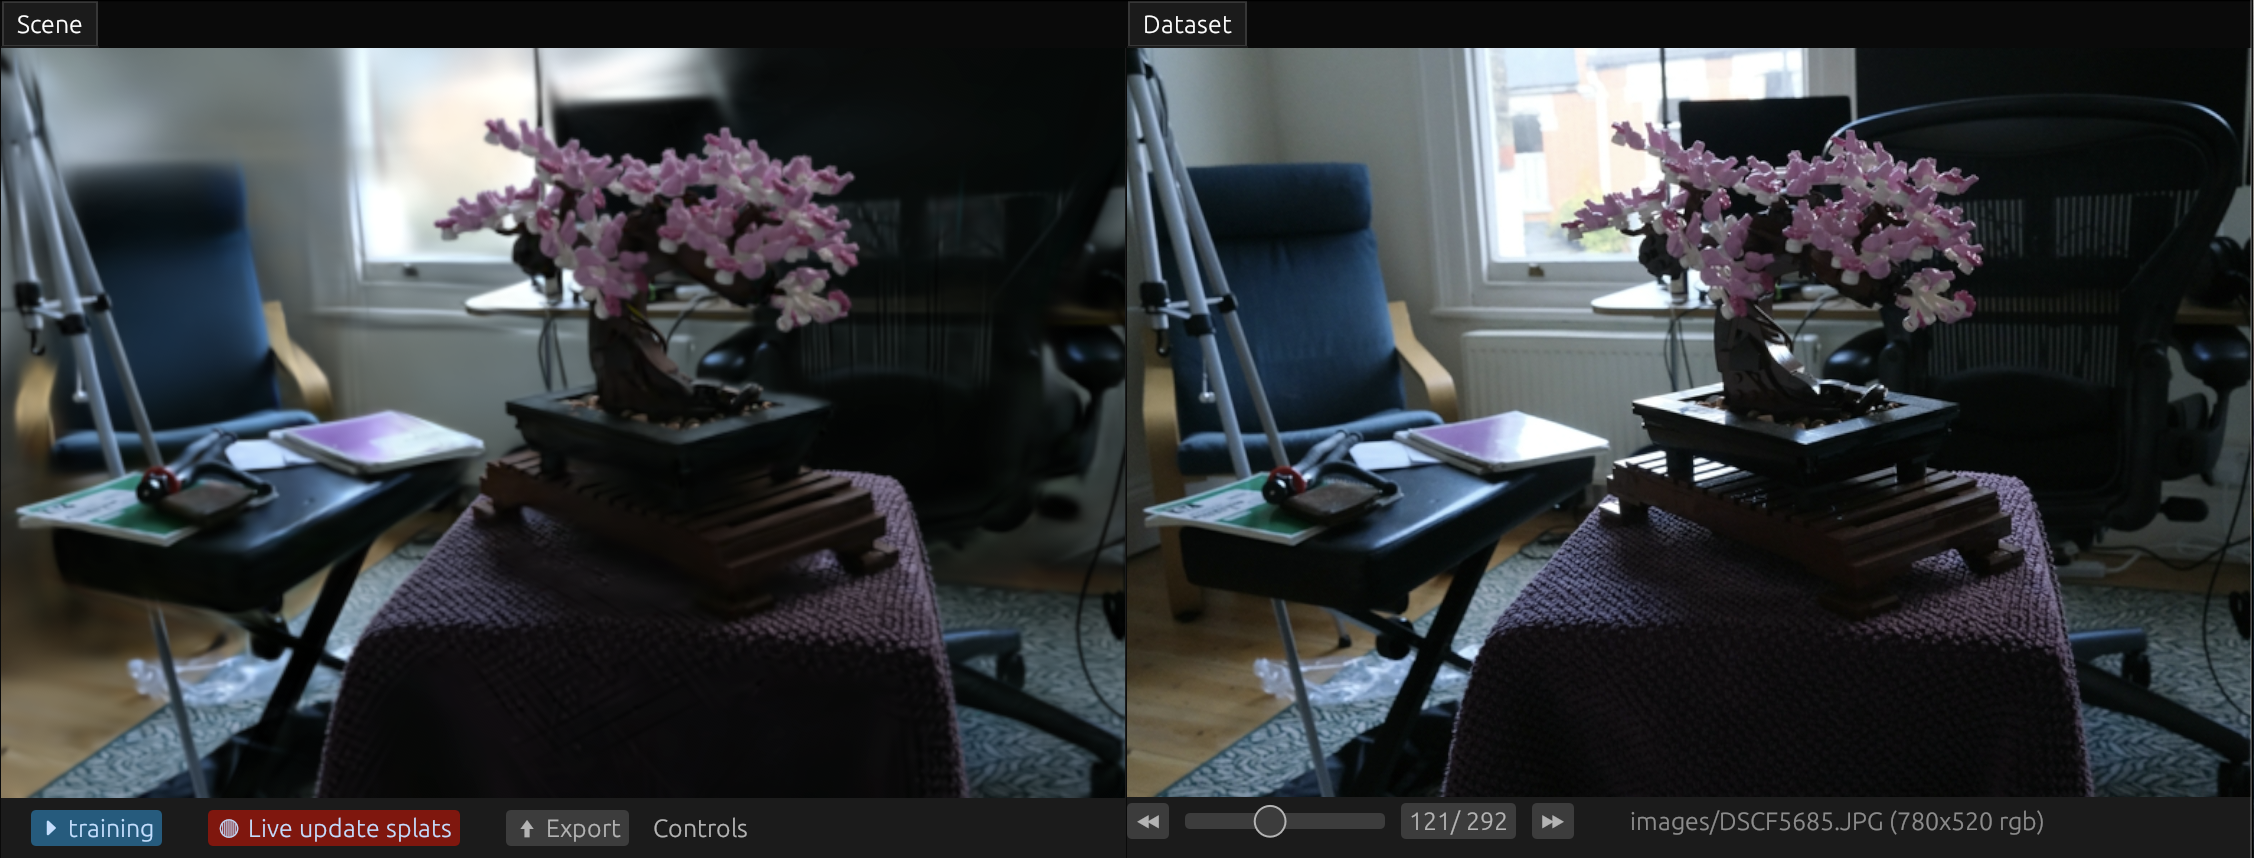 Scene
Dataset
training
Live update splats
Export
Controls
121/ 292
images/DSCF5685.JPG (780x520 rgb)